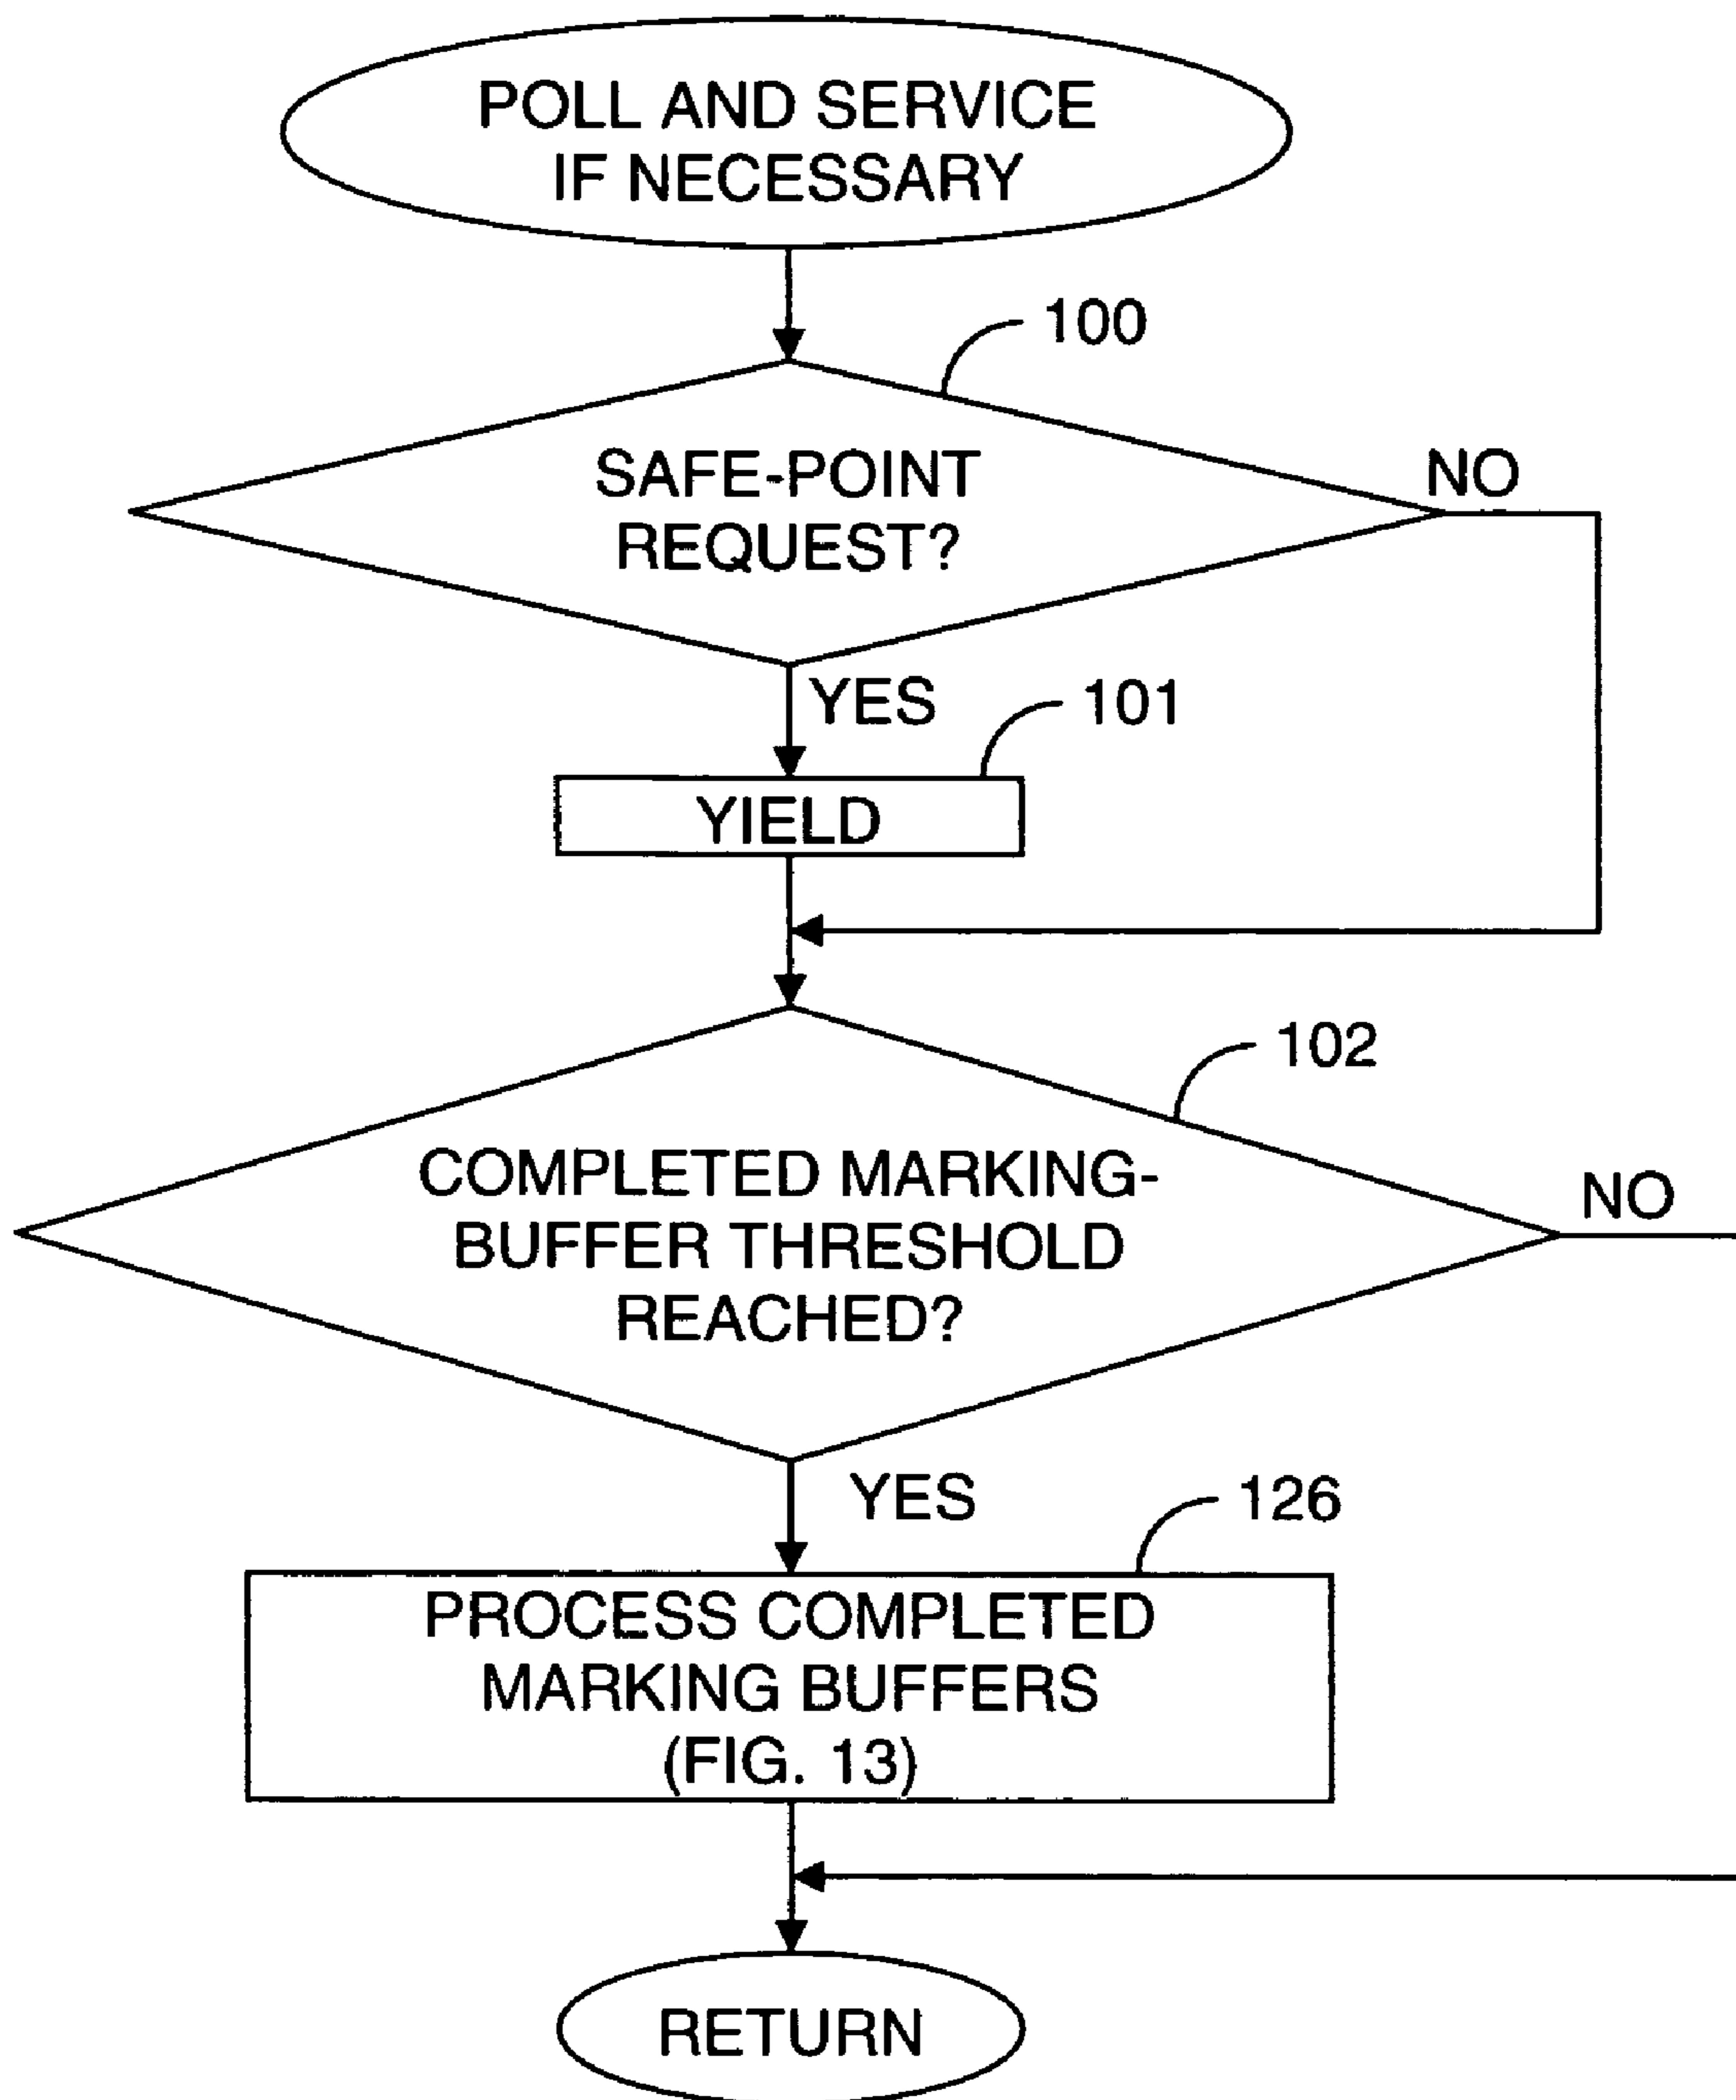 POLL AND SERVICE
IF NECESSARY
100
SAFE-POINT
REQUEST?
NO
YES
101
YIELD
102
COMPLETED MARKING-
BUFFER THRESHOLD
REACHED?
NO
YES
126
PROCESS COMPLETED
MARKING BUFFERS
(FIG. 13)
RETURN